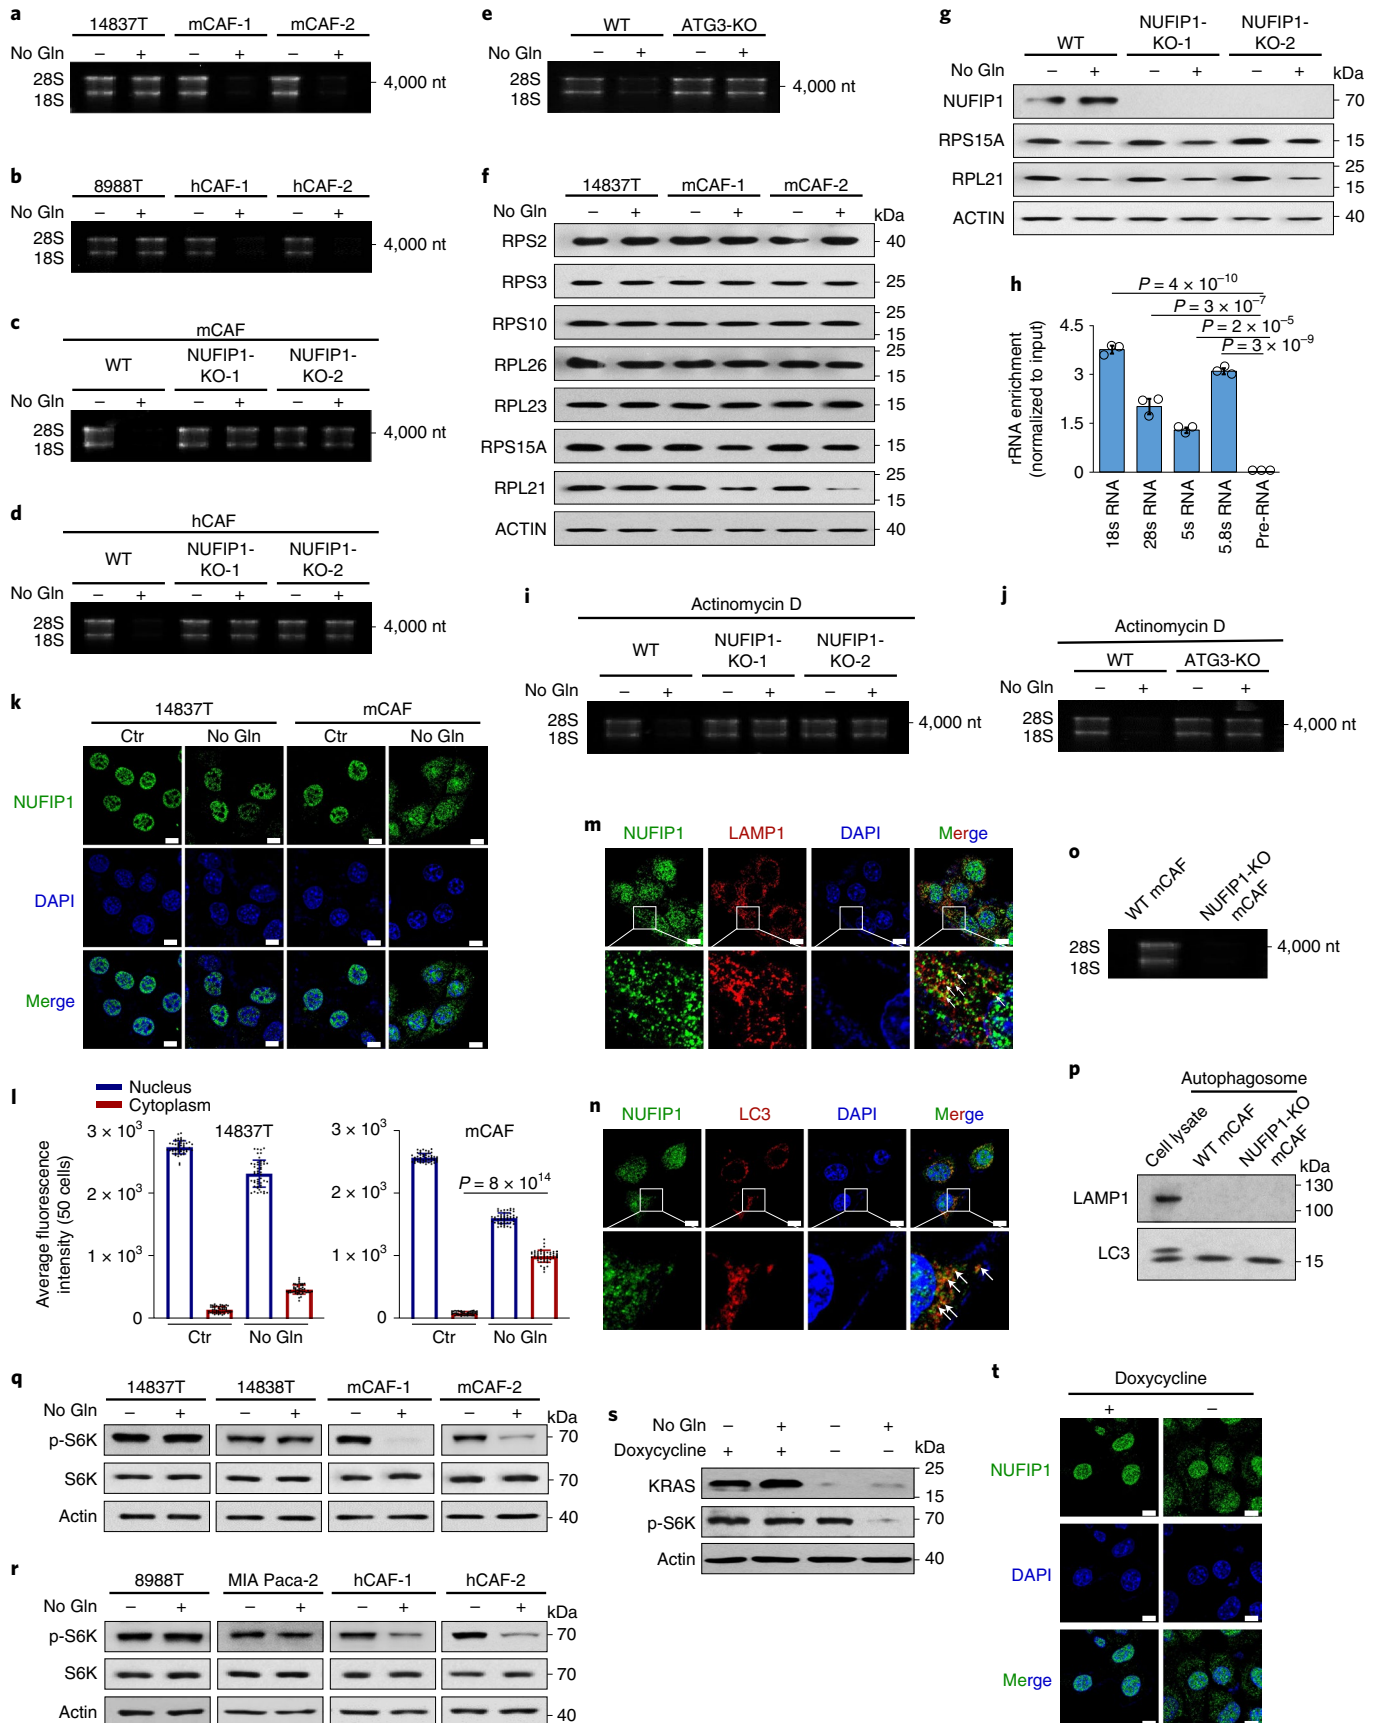 a
14837T mCAF-1 mCAF-2
No Gln – + – + – +
28S
18S
4,000 nt
b
8988T hCAF-1 hCAF-2
No Gln – + – + – +
28S
18S
4,000 nt
c
mCAF
WT NUFIP1-KO-1 NUFIP1-KO-2
No Gln – + – + – +
28S
18S
4,000 nt
d
hCAF
WT NUFIP1-KO-1 NUFIP1-KO-2
No Gln – + – + – +
28S
18S
4,000 nt
e
WT ATG3-KO
No Gln – + – +
28S
18S
4,000 nt
f
14837T mCAF-1 mCAF-2
No Gln – + – + – + kDa
RPS2 40
RPS3 25
RPS10 25 15
RPL26 25 15
RPL23 15
RPS15A 15
RPL21 25 15
ACTIN 40
g
WT NUFIP1-KO-1 NUFIP1-KO-2
No Gln – + – + – + kDa
NUFIP1 70
RPS15A 15
RPL21 25 15
ACTIN 40
h
P = 4 × 10⁻¹⁰
P = 3 × 10⁻⁷
P = 2 × 10⁻⁵
P = 3 × 10⁻⁹
rRNA enrichment
(normalized to input)
4.5
3
1.5
0
18s RNA
28s RNA
5s RNA
5.8s RNA
Pre-RNA
i
Actinomycin D
WT NUFIP1-KO-1 NUFIP1-KO-2
No Gln – + – + – +
28S
18S
4,000 nt
j
Actinomycin D
WT ATG3-KO
No Gln – + – +
28S
18S
4,000 nt
k
14837T mCAF
Ctr No Gln Ctr No Gln
NUFIP1
DAPI
Merge
l
Nucleus
Cytoplasm
Average fluorescence
intensity (50 cells)
14837T
3 × 10³
2 × 10³
1 × 10³
0
Ctr No Gln
mCAF
P = 8 × 10¹⁴
3 × 10³
2 × 10³
1 × 10³
0
Ctr No Gln
m
NUFIP1 LAMP1 DAPI Merge
n
NUFIP1 LC3 DAPI Merge
o
WT mCAF
NUFIP1-KO
mCAF
28S
18S
4,000 nt
p
Autophagosome
Cell lysate
WT mCAF
NUFIP1-KO
mCAF
kDa
LAMP1 130 100
LC3 15
q
14837T 14838T mCAF-1 mCAF-2
No Gln – + – + – + – + kDa
p-S6K 70
S6K 70
Actin 40
r
8988T MIA Paca-2 hCAF-1 hCAF-2
No Gln – + – + – + – + kDa
p-S6K 70
S6K 70
Actin 40
s
No Gln – + – +
Doxycycline + + – – kDa
KRAS 25 15
p-S6K 70
Actin 40
t
Doxycycline
+ –
NUFIP1
DAPI
Merge